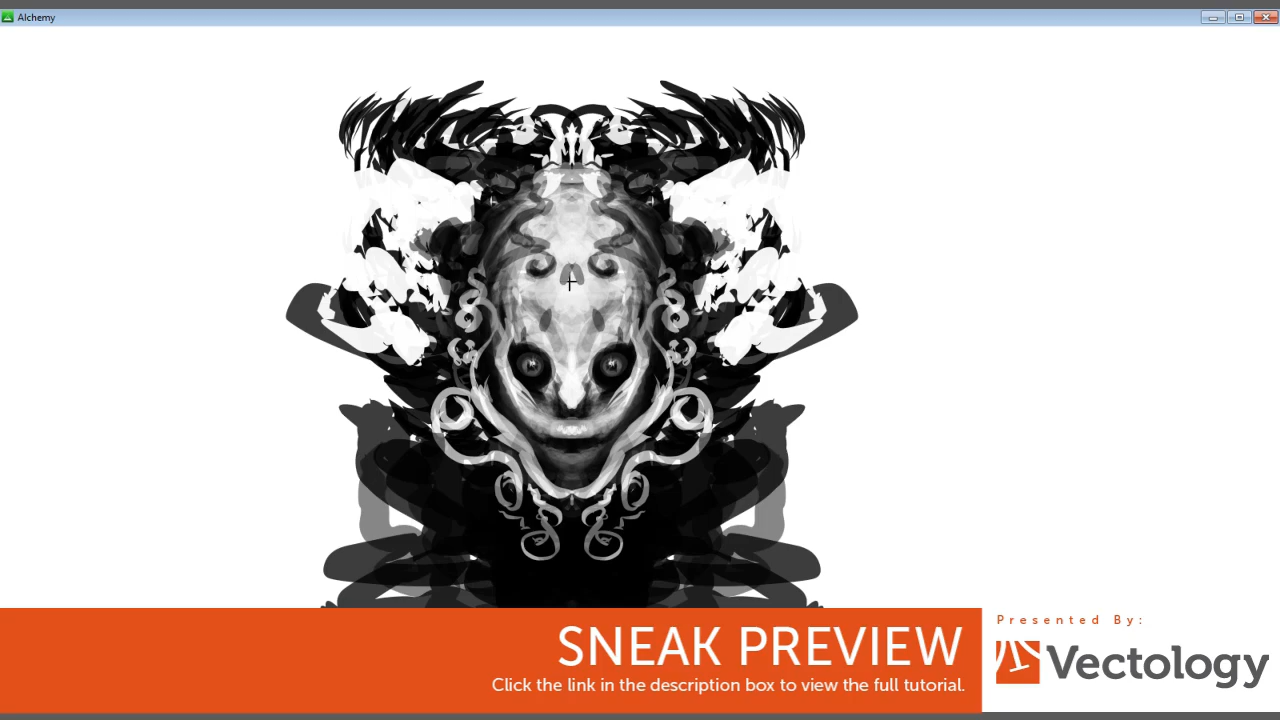 Alchemy
SNEAK PREVIEW
Click the link in the description box to view the full tutorial.
Presented By:
Vectology